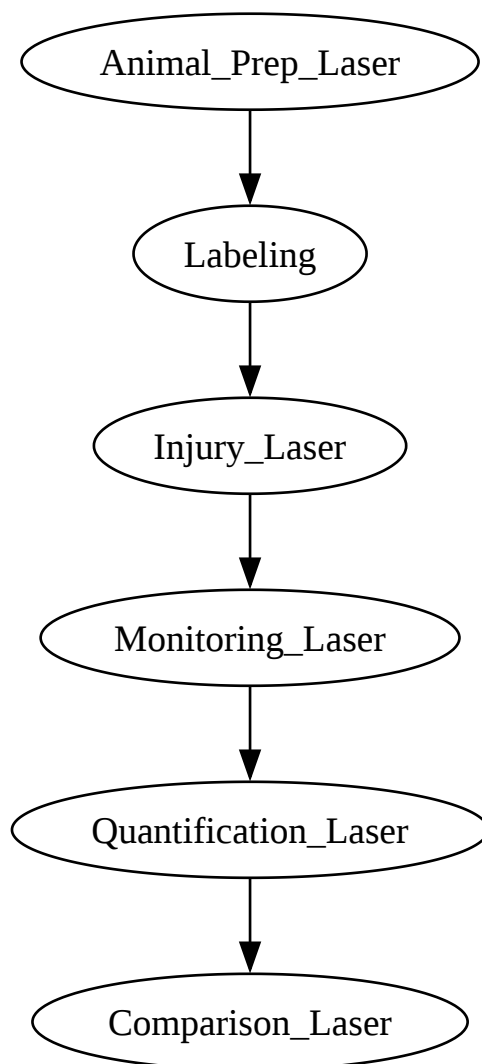 Animal_Prep_Laser
Labeling
Injury_Laser
Monitoring_Laser
Quantification_Laser
Comparison_Laser